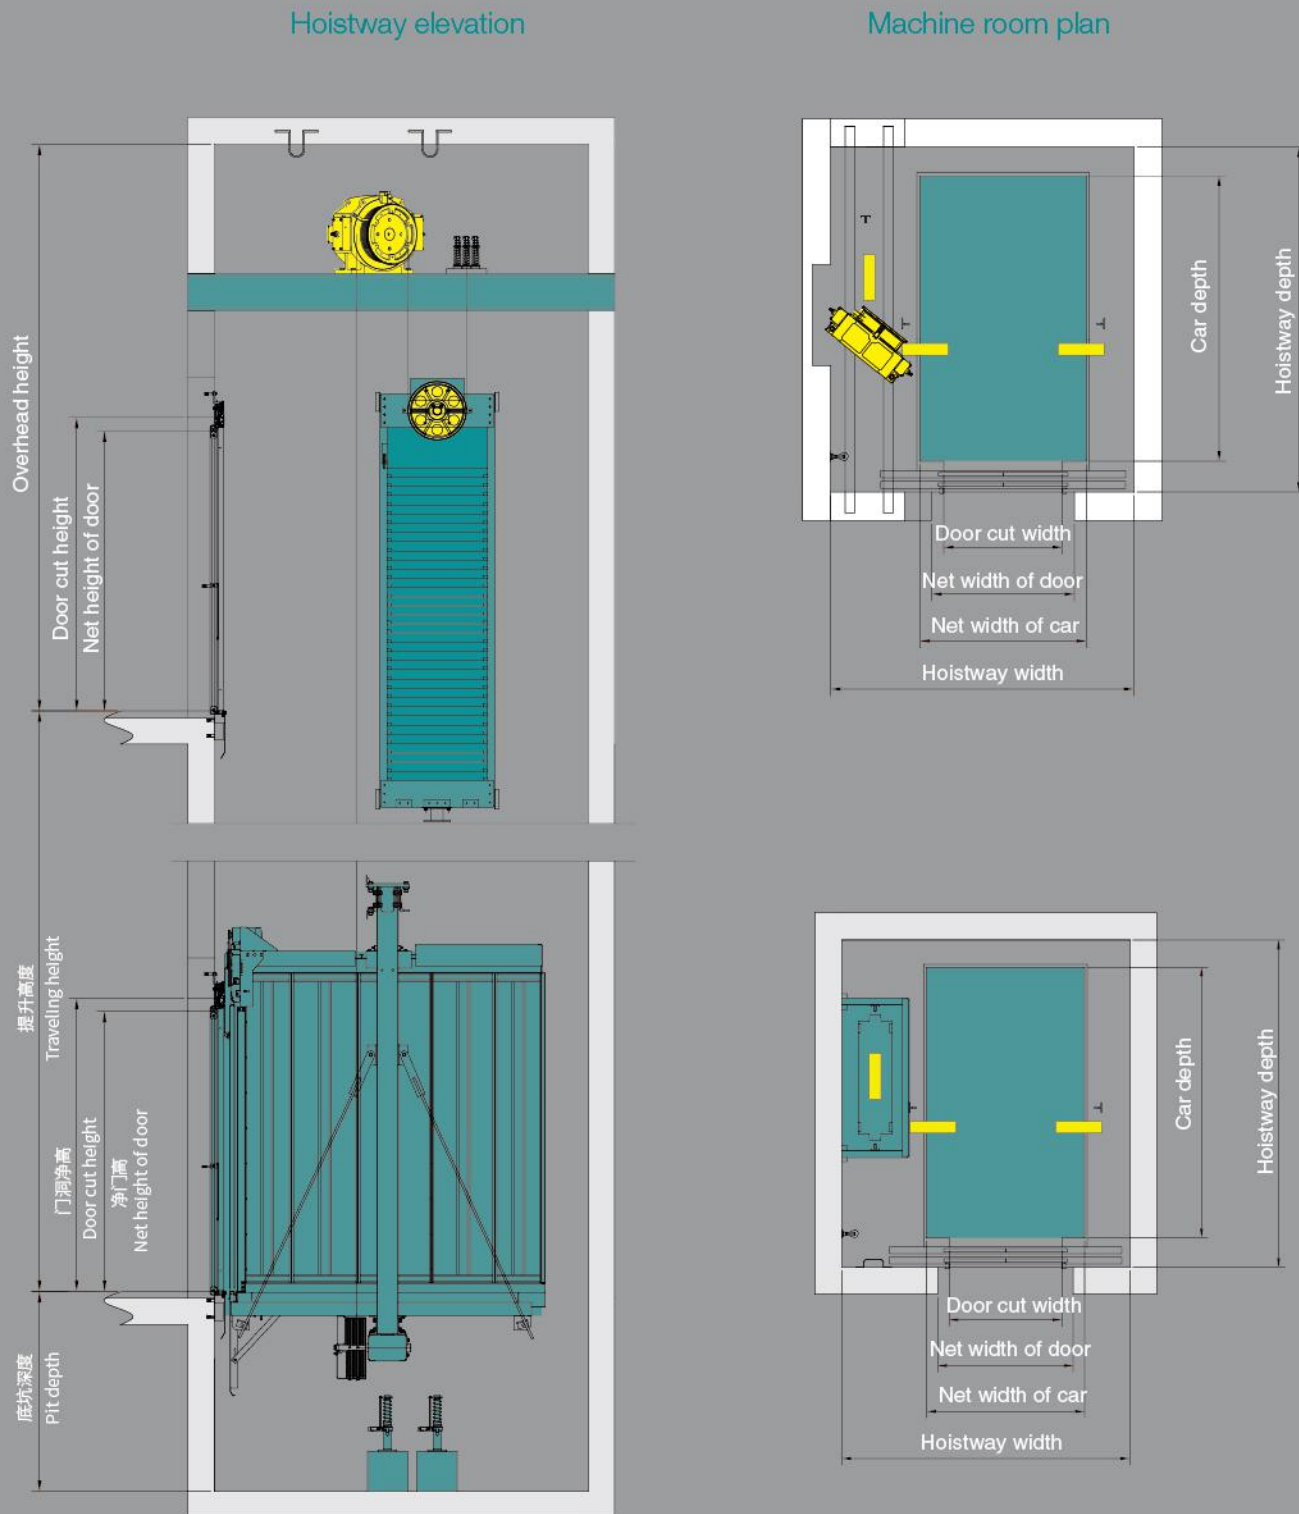 Hoistway elevation
Machine room plan
Overhead height
Door cut height
Net height of door
提升高度
Traveling height
门洞净高
Door cut height
净门高
Net height of door
底坑深度
Pit depth
Car depth
Hoistway depth
Door cut width
Net width of door
Net width of car
Hoistway width
Car depth
Hoistway depth
Door cut width
Net width of door
Net width of car
Hoistway width